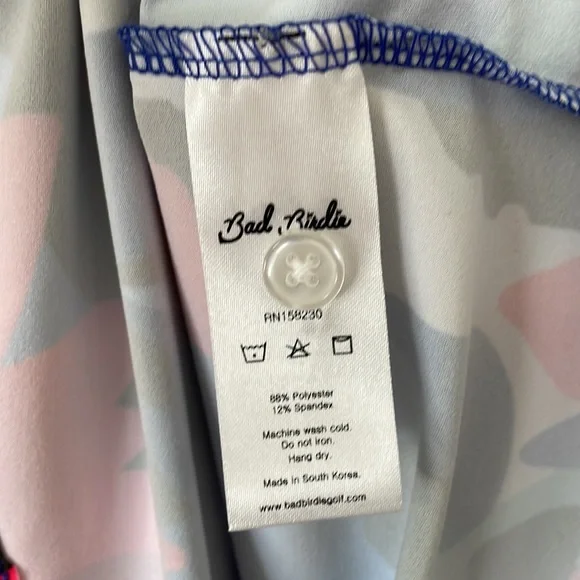 Bad Birdie
RN158230
88% Polyester
12% Spandex
Machine wash cold.
Do not iron.
Hang dry.
Made in South Korea.
www.badbirdiegolf.com